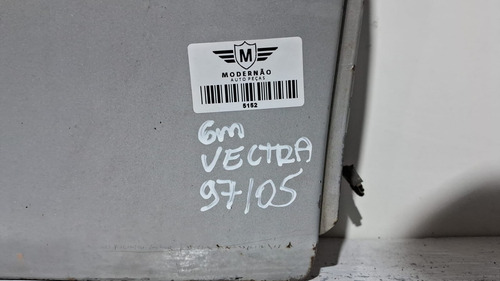 M
MODERNÃO
AUTO PEÇAS
5152
GM
VECTRA
97/05